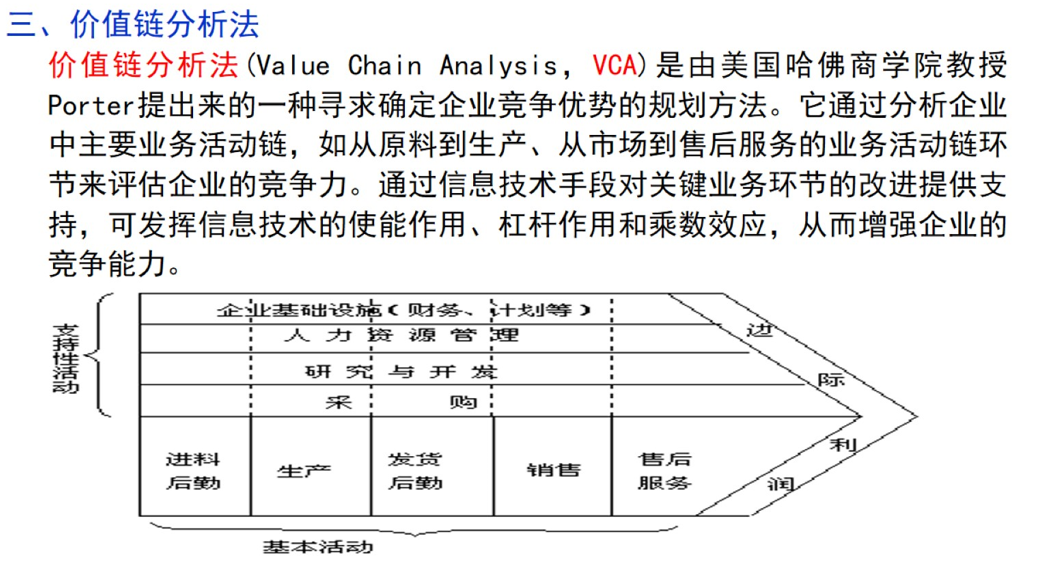 三、价值链分析法
价值链分析法(Value Chain Analysis，VCA)是由美国哈佛商学院教授
Porter提出来的一种寻求确定企业竞争优势的规划方法。它通过分析企业
中主要业务活动链，如从原料到生产、从市场到售后服务的业务活动链环
节来评估企业的竞争力。通过信息技术手段对关键业务环节的改进提供支
持，可发挥信息技术的使能作用、杠杆作用和乘数效应，从而增强企业的
竞争能力。
支持性活动
企业基础设施(财务、计划等)
人力资源管理
研究与开发
采购
边际利润
进料
后勤
生产
发货
后勤
销售
售后
服务
基本活动